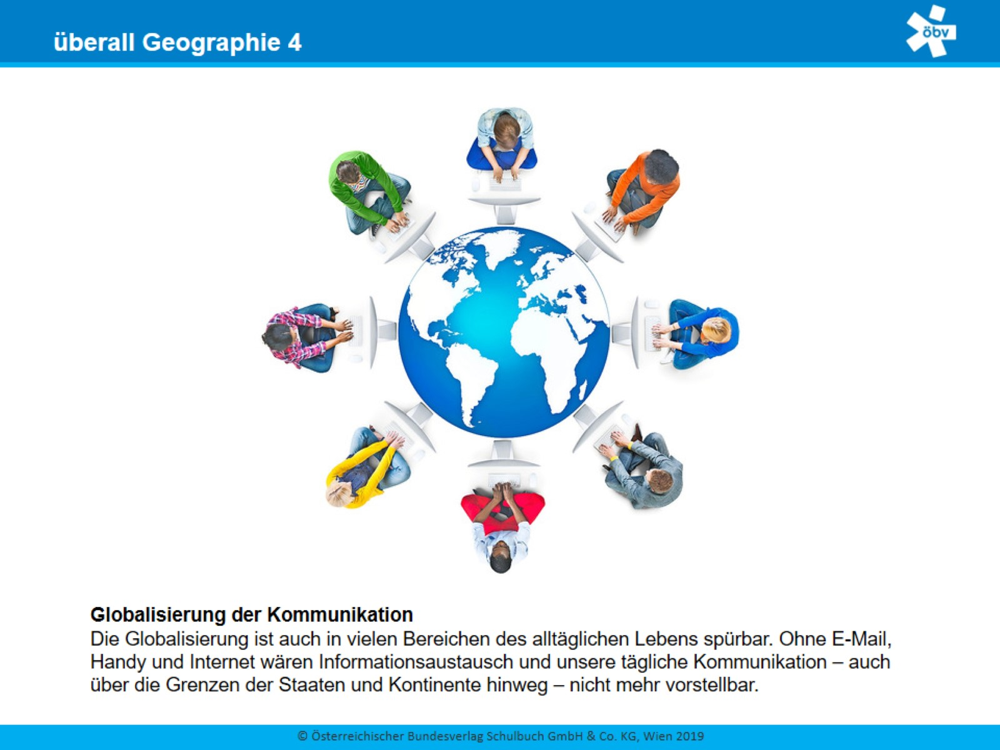 überall Geographie 4
öbv
Globalisierung der Kommunikation
Die Globalisierung ist auch in vielen Bereichen des alltäglichen Lebens spürbar. Ohne E-Mail,
Handy und Internet wären Informationsaustausch und unsere tägliche Kommunikation – auch
über die Grenzen der Staaten und Kontinente hinweg – nicht mehr vorstellbar.
© Österreichischer Bundesverlag Schulbuch GmbH & Co. KG, Wien 2019